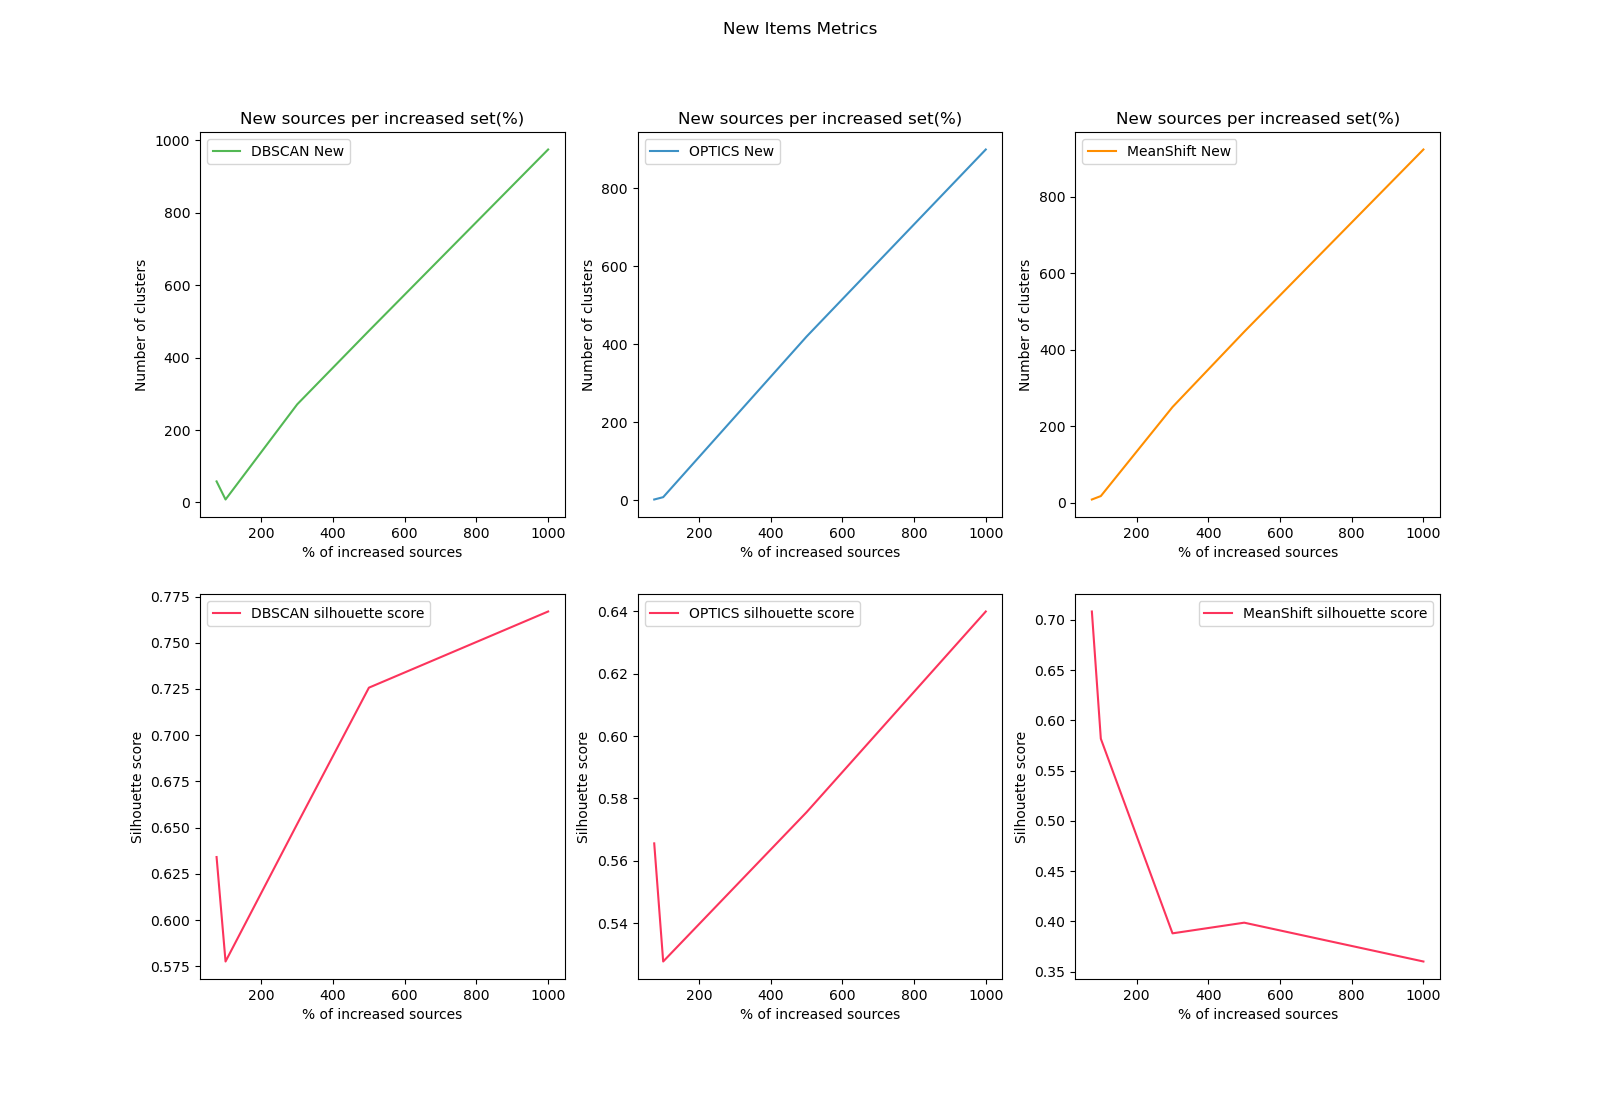 New Items Metrics
New sources per increased set(%)
DBSCAN New
Number of clusters
1000
800
600
400
200
0
200 400 600 800 1000
% of increased sources
New sources per increased set(%)
OPTICS New
Number of clusters
800
600
400
200
0
200 400 600 800 1000
% of increased sources
New sources per increased set(%)
MeanShift New
Number of clusters
800
600
400
200
0
200 400 600 800 1000
% of increased sources
DBSCAN silhouette score
Silhouette score
0.775
0.750
0.725
0.700
0.675
0.650
0.625
0.600
0.575
200 400 600 800 1000
% of increased sources
OPTICS silhouette score
Silhouette score
0.64
0.62
0.60
0.58
0.56
0.54
200 400 600 800 1000
% of increased sources
MeanShift silhouette score
Silhouette score
0.70
0.65
0.60
0.55
0.50
0.45
0.40
0.35
200 400 600 800 1000
% of increased sources